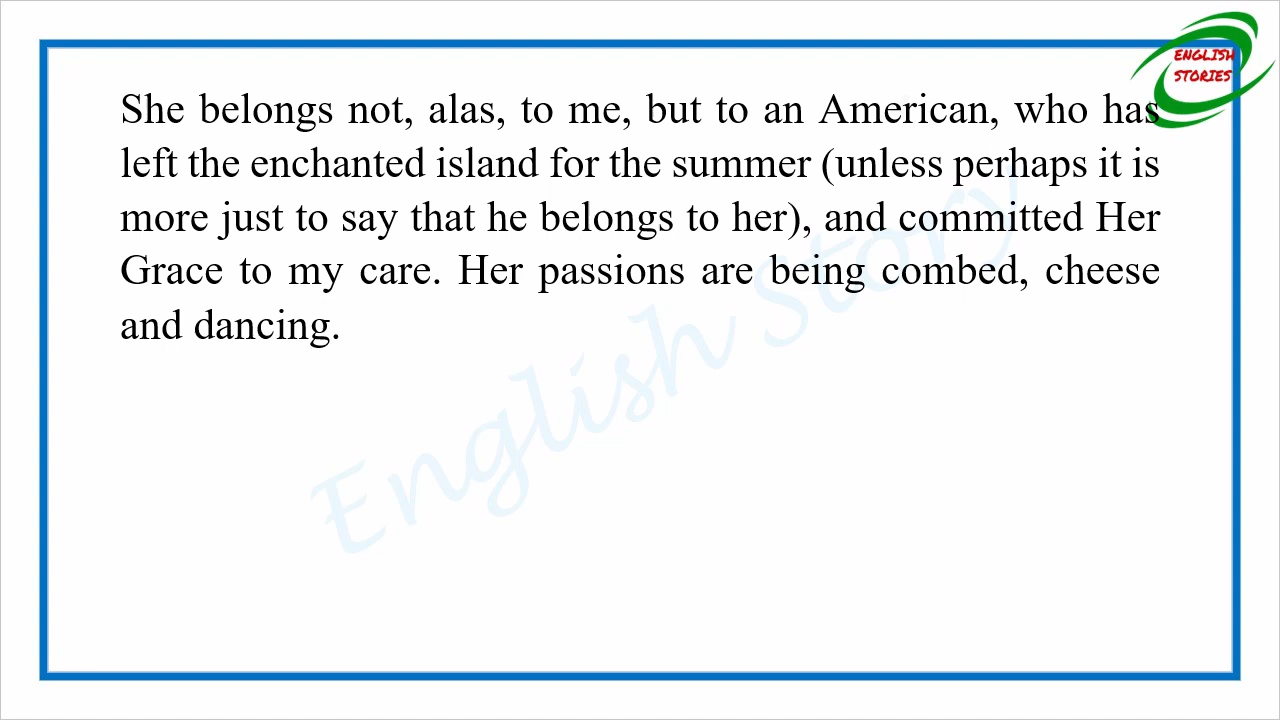 ENGLISH
STORIES
She belongs not, alas, to me, but to an American, who has
left the enchanted island for the summer (unless perhaps it is
more just to say that he belongs to her), and committed Her
Grace to my care. Her passions are being combed, cheese
and dancing.
English Story